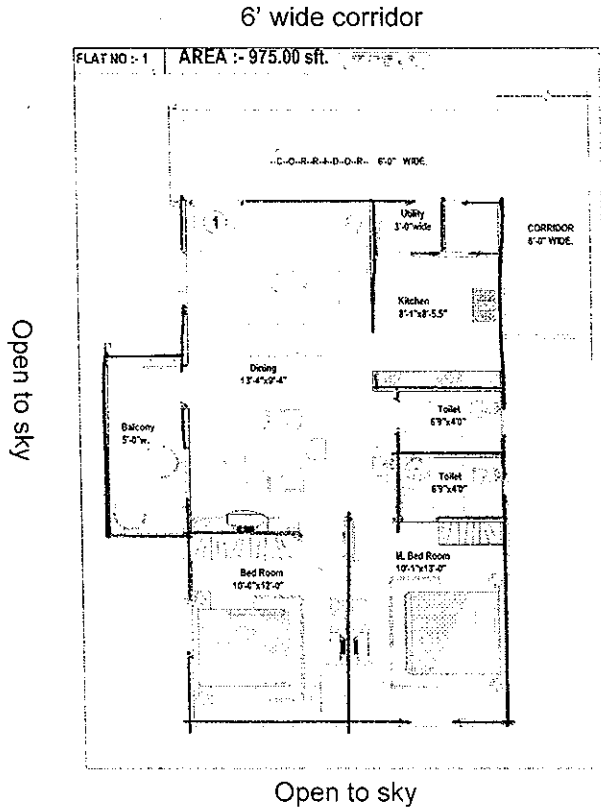 6' wide corridor
FLAT NO :- 1 AREA :- 975.00 sft.
C-O-R-R-I-D-O-R- 6'0" WIDE.
1
Utility
3'-0"wide
CORRIDOR
6'-0" WIDE.
Kitchen
8'-1"x8'-5.5"
Dining
13'-4"x9'-4"
Toilet
6'9"x4'0"
Balcony
5'-0"w.
Toilet
6'9"x4'0"
Bed Room
10'-4"x12'-0"
M. Bed Room
10'-1"x13'-0"
Open to sky
Open to sky